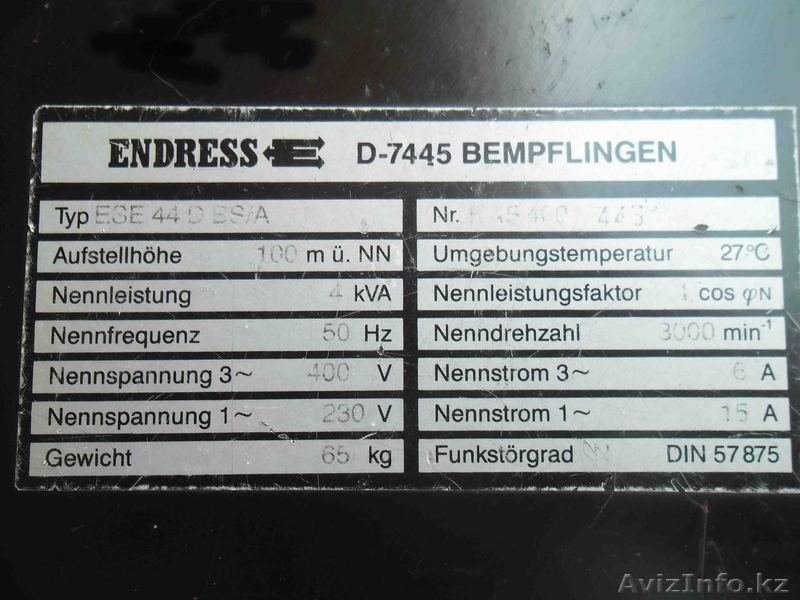 ENDRESS D-7445 BEMPFLINGEN
Typ ESE 44 D BS/A
Nr.
Aufstellhöhe 100 m ü. NN
Umgebungstemperatur 27°C
Nennleistung 4 kVA
Nennleistungsfaktor 1 cos φN
Nennfrequenz 50 Hz
Nenndrehzahl 3000 min⁻¹
Nennspannung 3~ 400 V
Nennstrom 3~ 6 A
Nennspannung 1~ 230 V
Nennstrom 1~ 15 A
Gewicht 65 kg
Funkstörgrad N DIN 57875
AvizInfo.kz